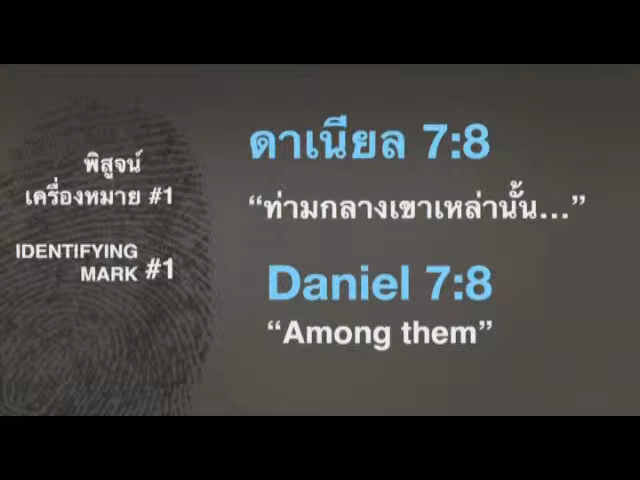 พิสูจน์
เครื่องหมาย #1
IDENTIFYING
MARK #1
ดาเนียล 7:8
“ท่ามกลางเขาเหล่านั้น...”
Daniel 7:8
“Among them”